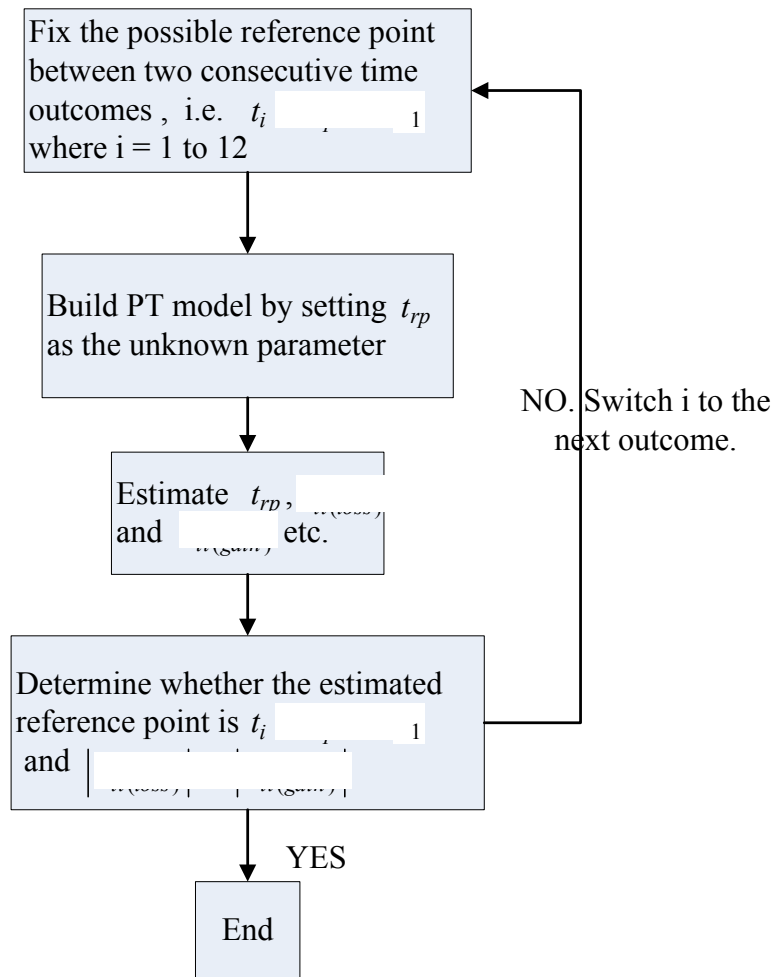 Fix the possible reference point
between two consecutive time
outcomes , i.e. t_i 1
where i = 1 to 12
Build PT model by setting t_rp
as the unknown parameter
Estimate t_rp ,
and etc.
Determine whether the estimated
reference point is t_i 1
and | | | |
YES
End
NO. Switch i to the
next outcome.